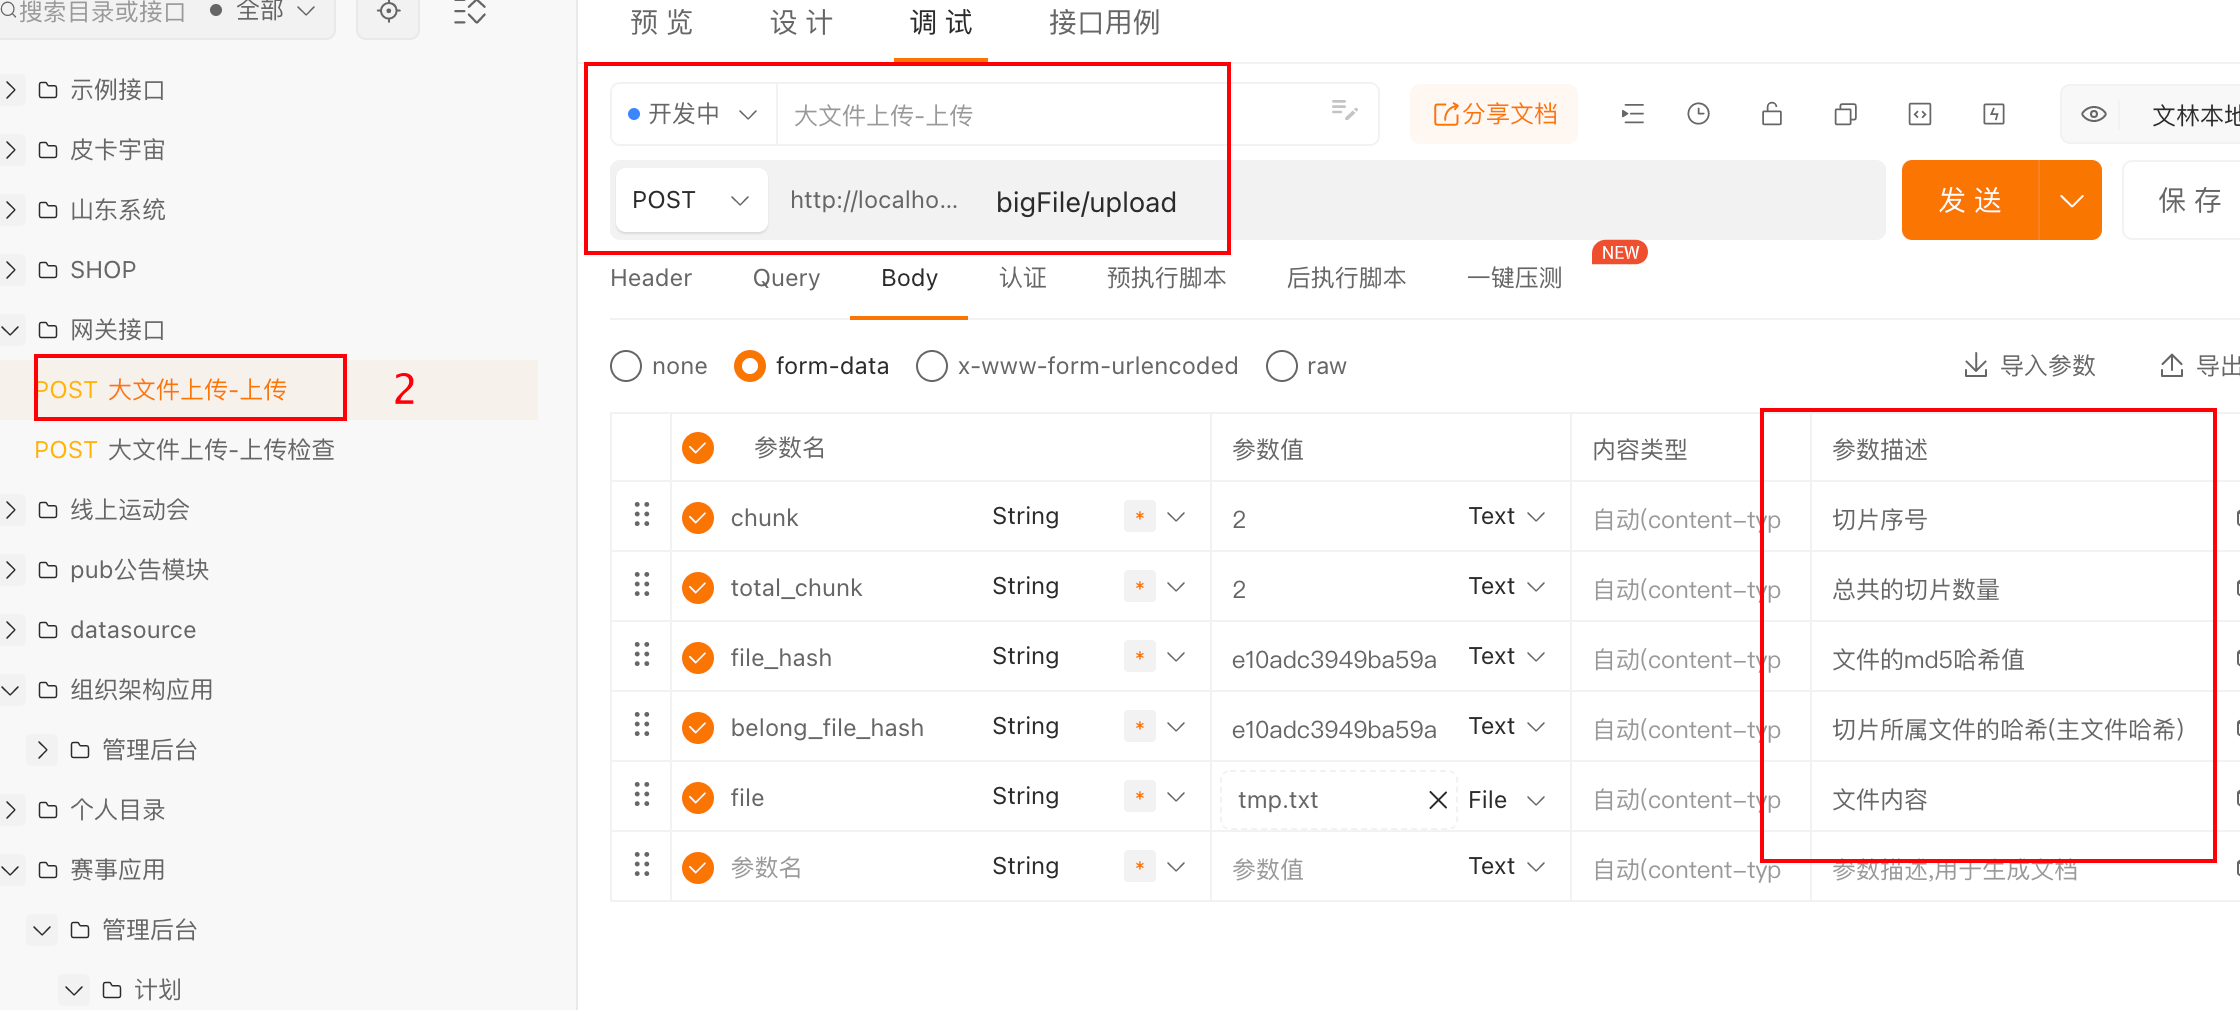 搜索目录或接口 全部
示例接口
皮卡宇宙
山东系统
SHOP
网关接口
POST 大文件上传-上传 2
POST 大文件上传-上传检查
线上运动会
pub公告模块
datasource
组织架构应用
管理后台
个人目录
赛事应用
管理后台
计划
预览 设计 调试 接口用例
开发中 大文件上传-上传 分享文档 文林本地
POST http://localho... bigFile/upload 发送 保存
Header Query Body 认证 预执行脚本 后执行脚本 一键压测 NEW
none form-data x-www-form-urlencoded raw 导入参数 导出
参数名 参数值 内容类型 参数描述
chunk String * 2 Text 自动(content-typ 切片序号
total_chunk String * 2 Text 自动(content-typ 总共的切片数量
file_hash String * e10adc3949ba59a Text 自动(content-typ 文件的md5哈希值
belong_file_hash String * e10adc3949ba59a Text 自动(content-typ 切片所属文件的哈希(主文件哈希)
file String * tmp.txt File 自动(content-typ 文件内容
参数名 String * 参数值 Text 自动(content-typ 参数描述,用于生成文档